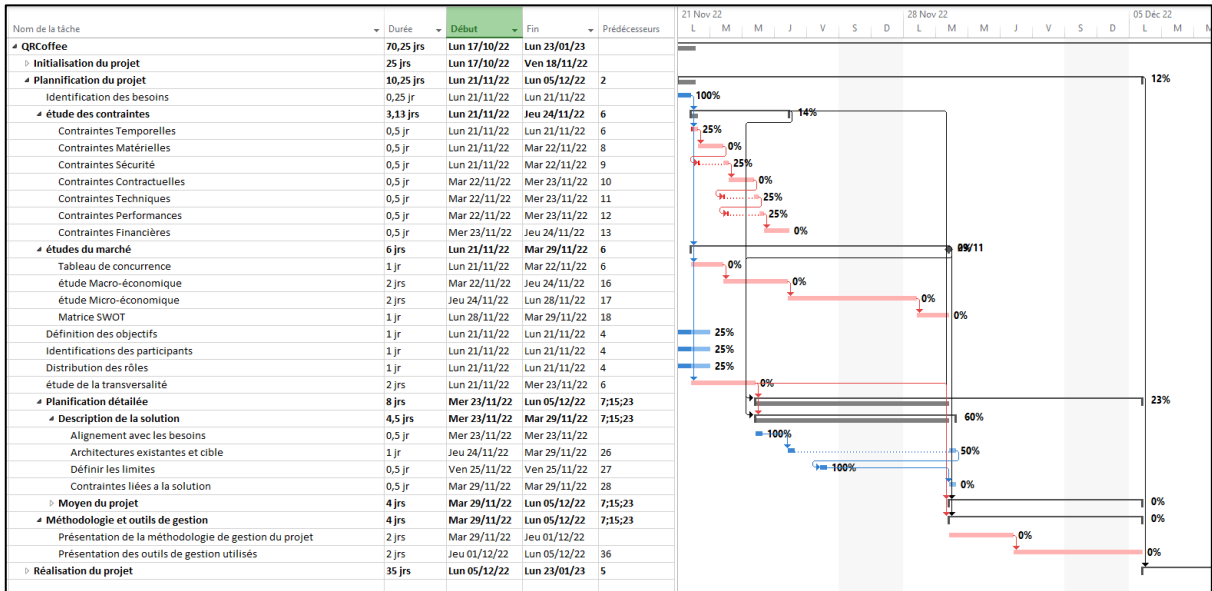 21 Nov 22 28 Nov 22 05 Déc 22
Nom de la tâche Durée Début Fin Prédécesseurs L M M J V S D L M M J V S D L M M
QRCoffee 70,25 jrs Lun 17/10/22 Lun 23/01/23
Initialisation du projet 25 jrs Lun 17/10/22 Ven 18/11/22
Plannification du projet 10,25 jrs Lun 21/11/22 Lun 05/12/22 2 12%
Identification des besoins 0,25 jr Lun 21/11/22 Lun 21/11/22 100%
étude des contraintes 3,13 jrs Lun 21/11/22 Jeu 24/11/22 6 14%
Contraintes Temporelles 0,5 jr Lun 21/11/22 Lun 21/11/22 6 25%
Contraintes Matérielles 0,5 jr Lun 21/11/22 Mar 22/11/22 8 0%
Contraintes Sécurité 0,5 jr Lun 21/11/22 Mar 22/11/22 9 25%
Contraintes Contractuelles 0,5 jr Mar 22/11/22 Mer 23/11/22 10 0%
Contraintes Techniques 0,5 jr Mar 22/11/22 Mer 23/11/22 11 25%
Contraintes Performances 0,5 jr Mar 22/11/22 Mer 23/11/22 12 25%
Contraintes Financières 0,5 jr Mer 23/11/22 Jeu 24/11/22 13 0%
études du marché 6 jrs Lun 21/11/22 Mar 29/11/22 6
Tableau de concurrence 1 jr Lun 21/11/22 Mar 22/11/22 6 0%
étude Macro-économique 2 jrs Mar 22/11/22 Jeu 24/11/22 16 0%
étude Micro-économique 2 jrs Jeu 24/11/22 Lun 28/11/22 17 0%
Matrice SWOT 1 jr Lun 28/11/22 Mar 29/11/22 18 0%
Définition des objectifs 1 jr Lun 21/11/22 Lun 21/11/22 4 25%
Identifications des participants 1 jr Lun 21/11/22 Lun 21/11/22 4 25%
Distribution des rôles 1 jr Lun 21/11/22 Lun 21/11/22 4 25%
étude de la transversalité 2 jrs Lun 21/11/22 Mer 23/11/22 6 0%
Planification détailée 8 jrs Mer 23/11/22 Lun 05/12/22 7;15;23 23%
Description de la solution 4,5 jrs Mer 23/11/22 Mar 29/11/22 7;15;23 60%
Alignement avec les besoins 0,5 jr Mer 23/11/22 Mer 23/11/22 100%
Architectures existantes et cible 1 jr Jeu 24/11/22 Mar 29/11/22 26 50%
Définir les limites 0,5 jr Ven 25/11/22 Ven 25/11/22 27 100%
Contraintes liées a la solution 0,5 jr Mar 29/11/22 Mar 29/11/22 28 0%
Moyen du projet 4 jrs Mar 29/11/22 Lun 05/12/22 7;15;23 0%
Méthodologie et outils de gestion 4 jrs Mar 29/11/22 Lun 05/12/22 7;15;23 0%
Présentation de la méthodologie de gestion du projet 2 jrs Mar 29/11/22 Jeu 01/12/22 0%
Présentation des outils de gestion utilisés 2 jrs Jeu 01/12/22 Lun 05/12/22 36 0%
Réalisation du projet 35 jrs Lun 05/12/22 Lun 23/01/23 5